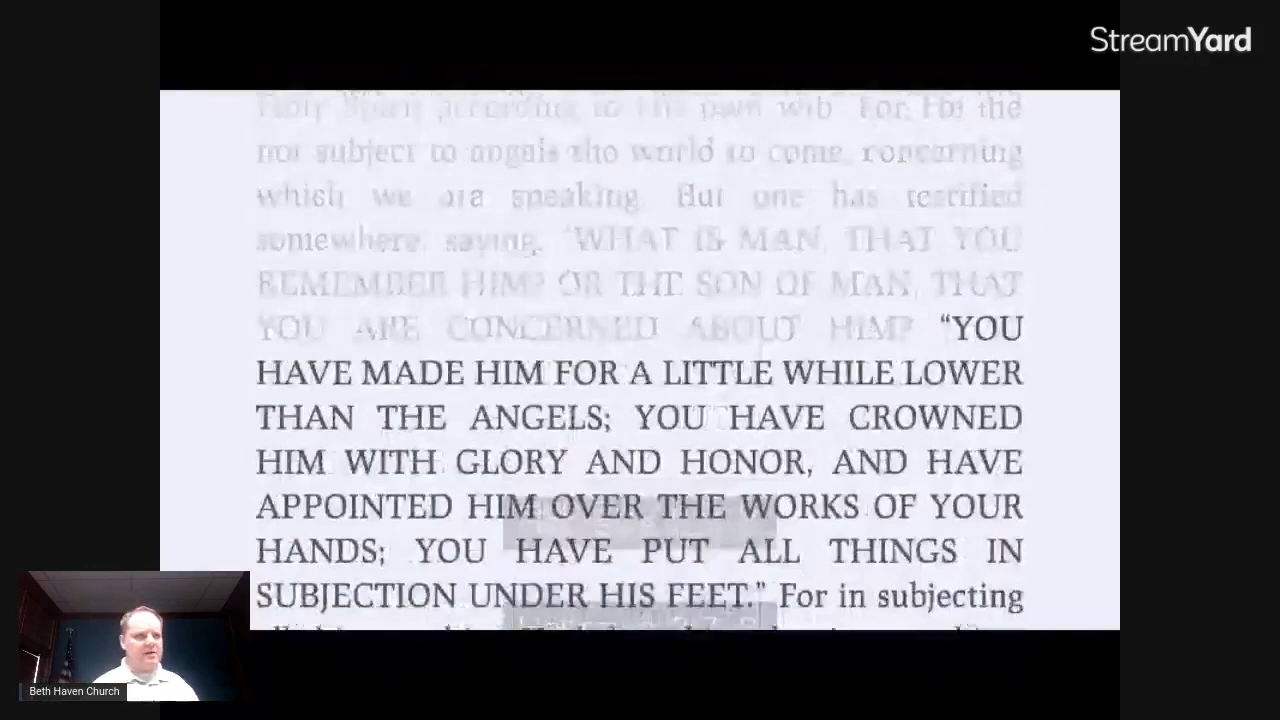 StreamYard
Holy Spirit according to His own will. For He did
not subject to angels the world to come, concerning
which we are speaking. But one has testified
somewhere, saying, "WHAT IS MAN, THAT YOU
REMEMBER HIM? OR THE SON OF MAN, THAT
YOU ARE CONCERNED ABOUT HIM? “YOU
HAVE MADE HIM FOR A LITTLE WHILE LOWER
THAN THE ANGELS; YOU HAVE CROWNED
HIM WITH GLORY AND HONOR, AND HAVE
APPOINTED HIM OVER THE WORKS OF YOUR
HANDS; YOU HAVE PUT ALL THINGS IN
SUBJECTION UNDER HIS FEET.” For in subjecting
Beth Haven Church